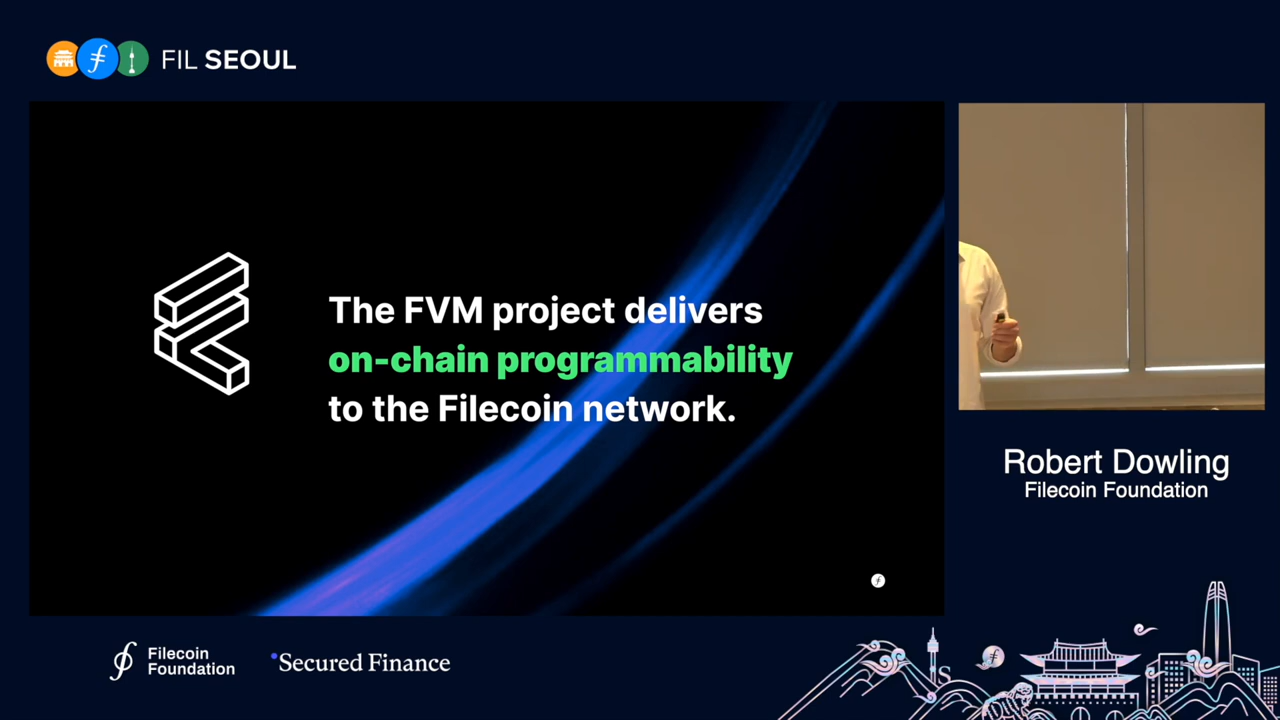 FIL SEOUL
The FVM project delivers
on-chain programmability
to the Filecoin network.
Robert Dowling
Filecoin Foundation
Filecoin
Foundation
Secured Finance